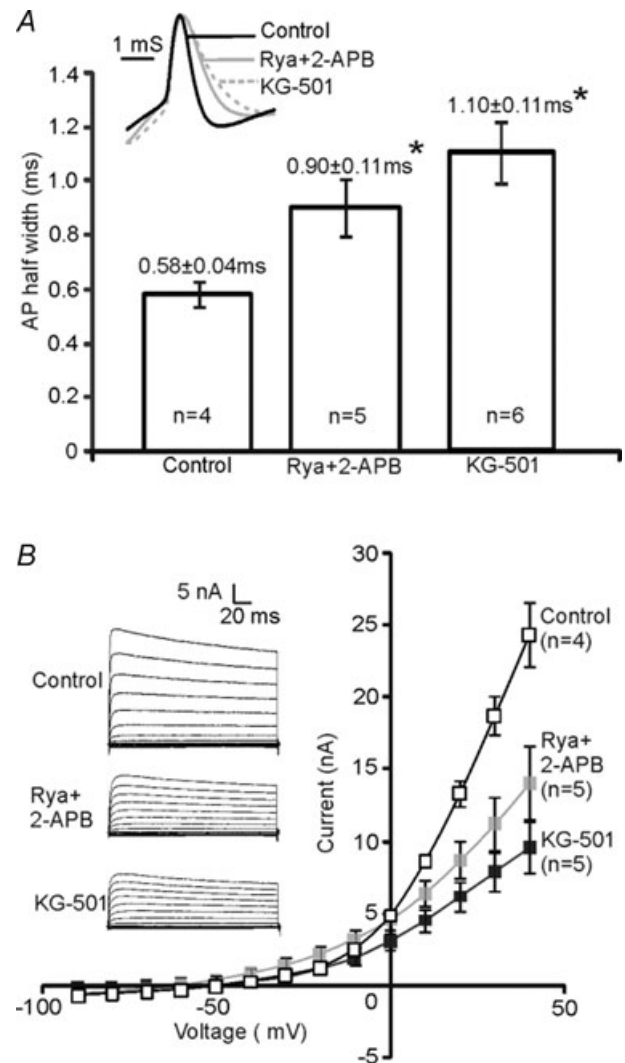 A
1 mS
Control
Rya+2-APB
KG-501
1.4
1.2
1.0
0.8
0.6
0.4
0.2
0
AP half width (ms)
0.58±0.04ms
0.90±0.11ms *
1.10±0.11ms *
n=4
n=5
n=6
Control
Rya+2-APB
KG-501
B
5 nA
20 ms
Control
Rya+
2-APB
KG-501
30
25
20
15
10
5
0
-5
Current (nA)
Control
(n=4)
Rya+
2-APB
(n=5)
KG-501
(n=5)
-100
-50
50
Voltage ( mV)